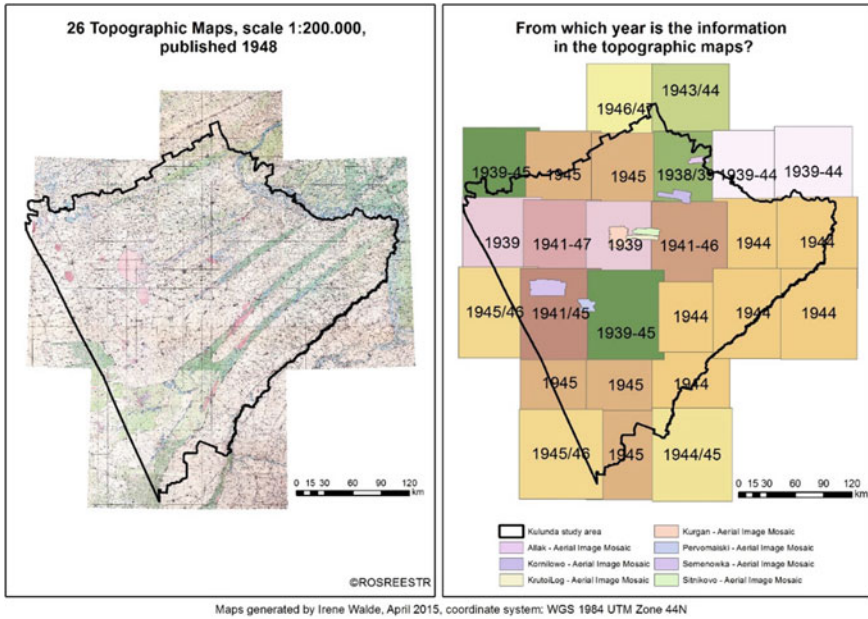 26 Topographic Maps, scale 1:200.000,
published 1948
0 15 30 60 90 120
km
©ROSREESTR
From which year is the information
in the topographic maps?
1946/47 1943/44
1939-45 1945 1945 1938/39 1939-44 1939-44
1939 1941-47 1939 1941-46 1944 1944
1945/46 1941/45 1939-45 1944 1944 1944
1945 1945 1944
1945/46 1945 1944/45
0 15 30 60 90 120
km
Kulunda study area
Allak - Aerial Image Mosaic
Kornilowo - Aerial Image Mosaic
KrutoiLog - Aerial Image Mosaic
Kurgan - Aerial Image Mosaic
Pervomaiski - Aerial Image Mosaic
Semenowka - Aerial Image Mosaic
Sitnikovo - Aerial Image Mosaic
Maps generated by Irene Walde, April 2015, coordinate system: WGS 1984 UTM Zone 44N